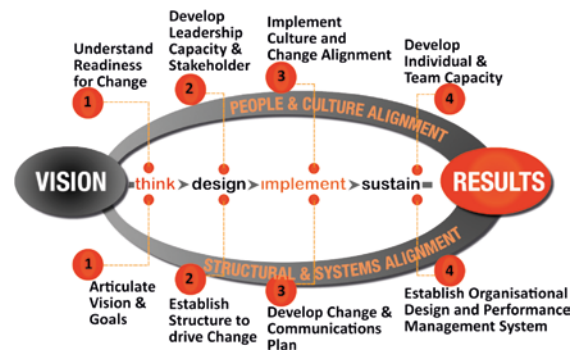 Understand
Readiness
for Change
1
Develop
Leadership
Capacity &
Stakeholder
2
Implement
Culture and
Change Alignment
3
Develop
Individual &
Team Capacity
4
PEOPLE & CULTURE ALIGNMENT
VISION
think
design
implement
sustain
RESULTS
STRUCTURAL & SYSTEMS ALIGNMENT
1
Articulate
Vision &
Goals
2
Establish
Structure to
drive Change
3
Develop Change &
Communications
Plan
4
Establish Organisational
Design and Performance
Management System